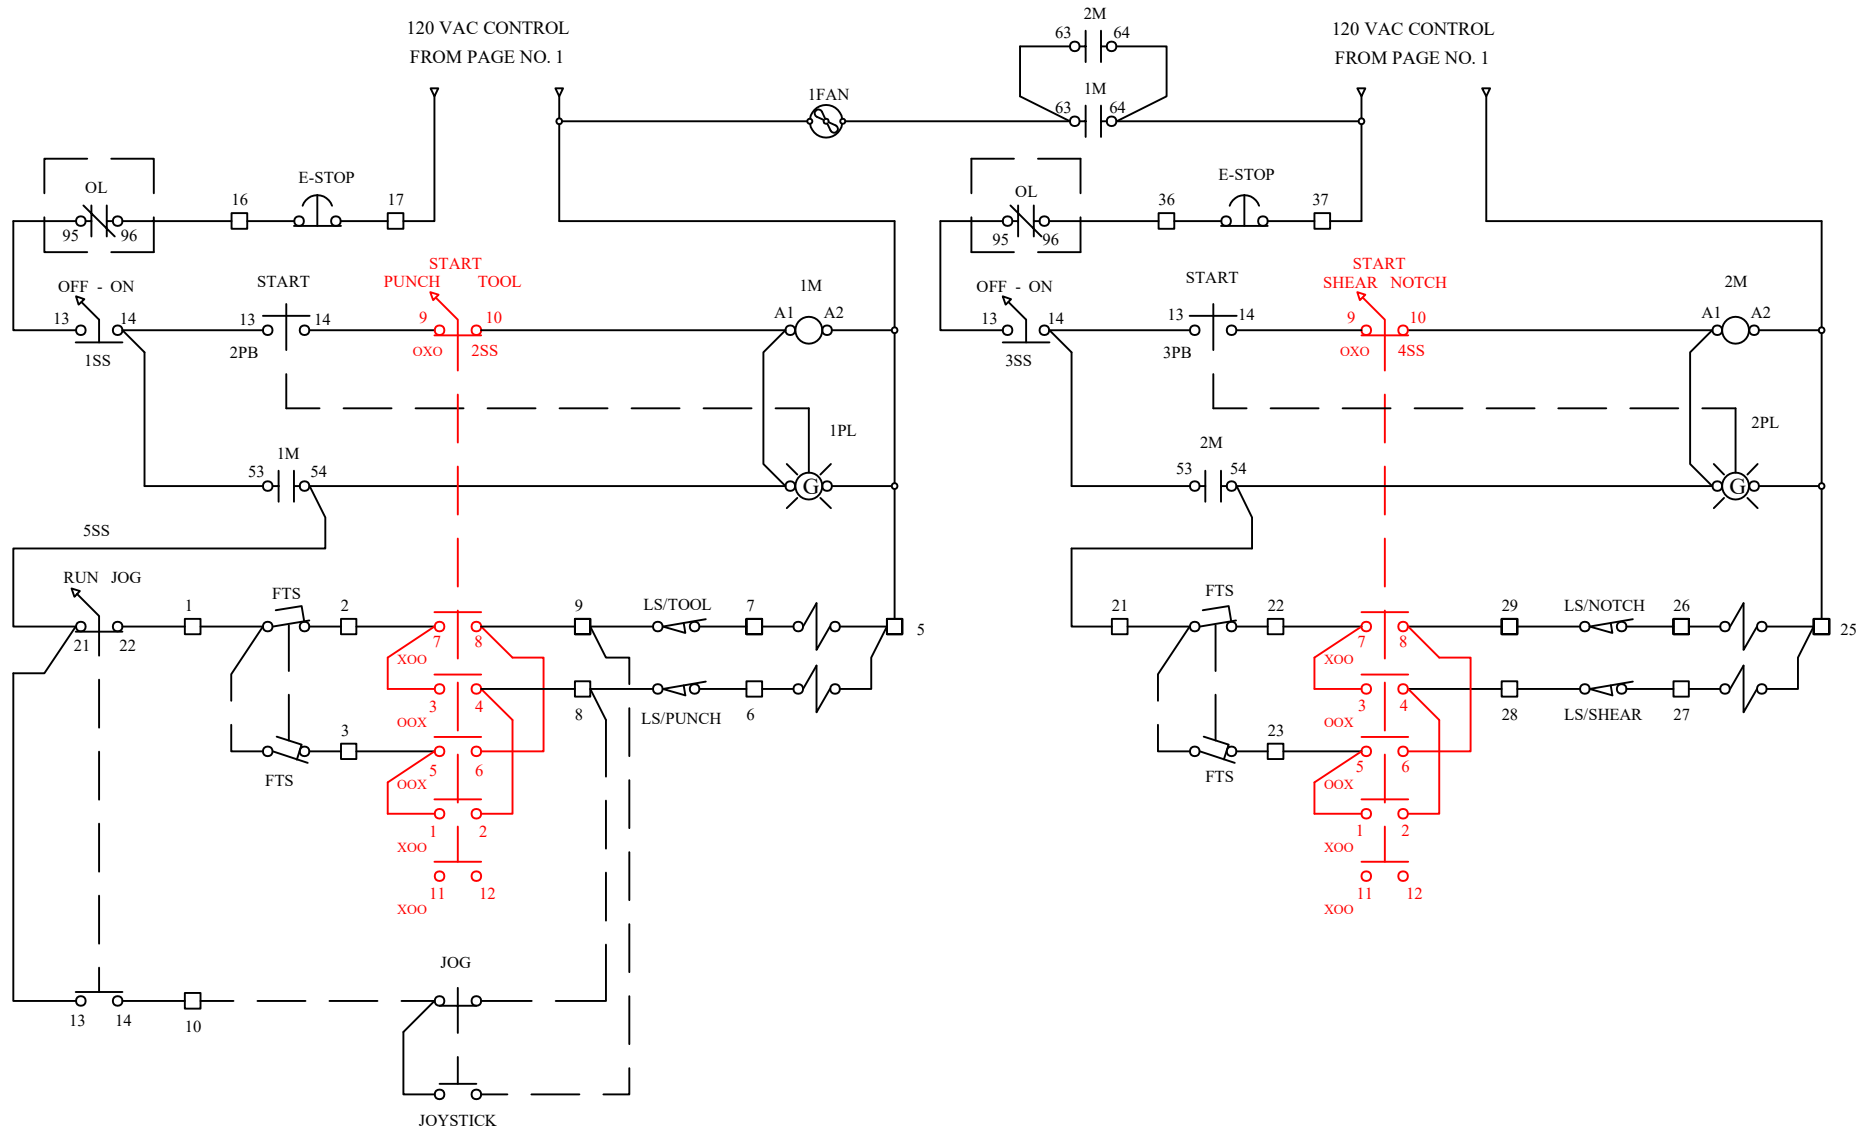 120 VAC CONTROL
FROM PAGE NO. 1
2M
63 64
1M
63 64
1FAN
120 VAC CONTROL
FROM PAGE NO. 1
OL
95 96
16
E-STOP
17
OL
95 96
36
E-STOP
37
OFF - ON
13 14
1SS
START
13 14
2PB
START
PUNCH TOOL
9 10
OXO 2SS
1M
A1 A2
OFF - ON
13 14
3SS
START
13 14
3PB
START
SHEAR NOTCH
9 10
OXO 4SS
2M
A1 A2
1M
53 54
1PL
G
2M
53 54
2PL
G
5SS
RUN JOG
21 22
1
FTS
2
7 8
XOO
9
LS/TOOL
7
5
3 4
OOX
8
LS/PUNCH
6
3
FTS
5 6
OOX
1 2
XOO
11 12
XOO
21
FTS
22
7 8
XOO
29
LS/NOTCH
26
25
3 4
OOX
28
LS/SHEAR
27
23
FTS
5 6
OOX
1 2
XOO
11 12
XOO
13 14
10
JOG
JOYSTICK